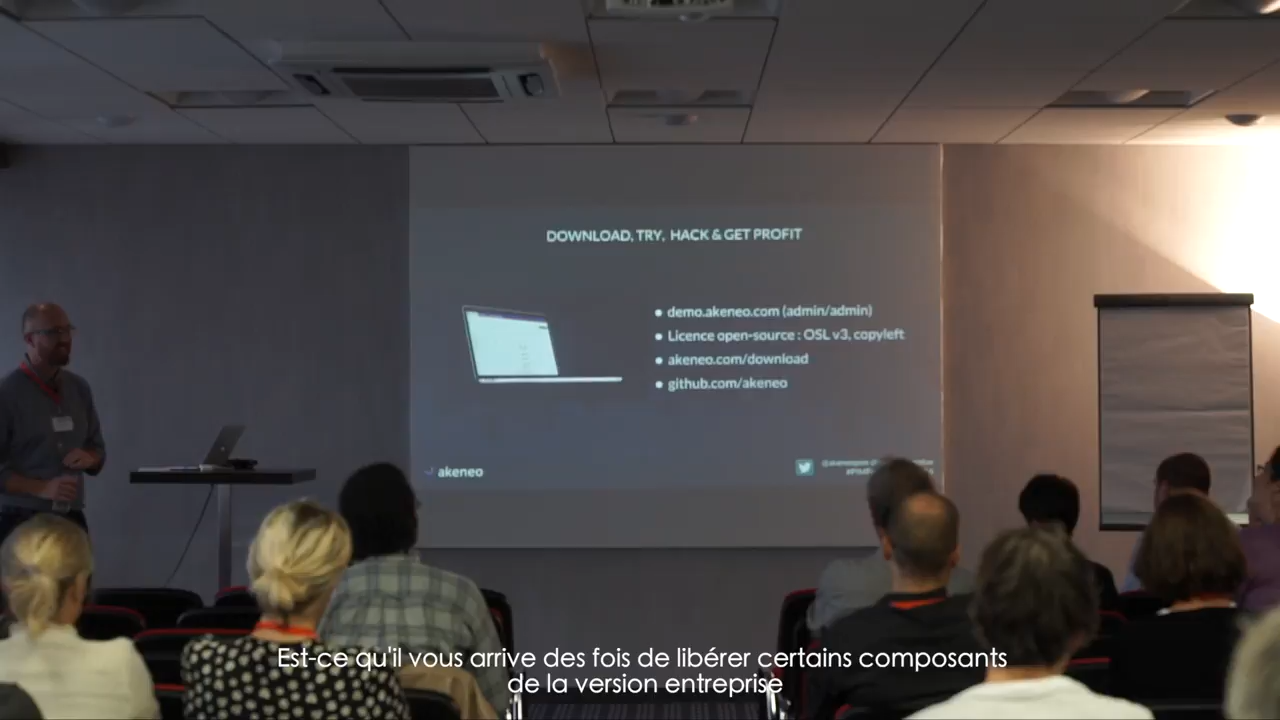 DOWNLOAD, TRY, HACK & GET PROFIT
● demo.akeneo.com (admin/admin)
● Licence open-source : OSL v3, copyleft
● akeneo.com/download
● github.com/akeneo
akeneo
Est-ce qu'il vous arrive des fois de libérer certains composants
de la version entreprise